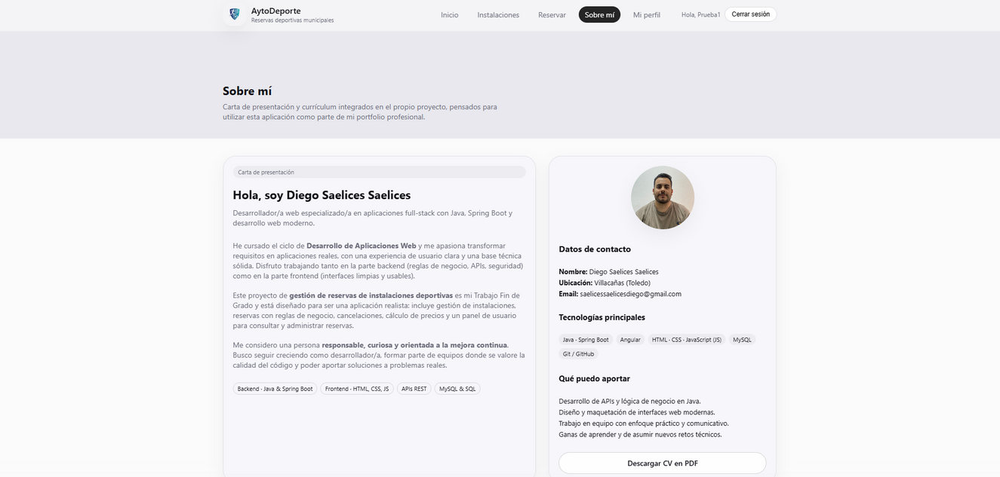 AytoDeporte
Reservas deportivas municipales
Inicio
Instalaciones
Reservar
Sobre mí
Mi perfil
Hola, Prueba1
Cerrar sesión
Sobre mí
Carta de presentación y currículum integrados en el propio proyecto, pensados para
utilizar esta aplicación como parte de mi portfolio profesional.
Carta de presentación
Hola, soy Diego Saelices Saelices
Desarrollador/a web especializado/a en aplicaciones full-stack con Java, Spring Boot y
desarrollo web moderno.
He cursado el ciclo de Desarrollo de Aplicaciones Web y me apasiona transformar
requisitos en aplicaciones reales, con una experiencia de usuario clara y una base técnica
sólida. Disfruto trabajando tanto en la parte backend (reglas de negocio, APIs, seguridad)
como en la parte frontend (interfaces limpias y usables).
Este proyecto de gestión de reservas de instalaciones deportivas es mi Trabajo Fin de
Grado y está diseñado para ser una aplicación realista: incluye gestión de instalaciones,
reservas con reglas de negocio, cancelaciones, cálculo de precios y un panel de usuario
para consultar y administrar reservas.
Me considero una persona responsable, curiosa y orientada a la mejora continua.
Busco seguir creciendo como desarrollador/a, formar parte de equipos donde se valore la
calidad del código y poder aportar soluciones a problemas reales.
Backend · Java & Spring Boot
Frontend · HTML, CSS, JS
APIs REST
MySQL & SQL
Datos de contacto
Nombre: Diego Saelices Saelices
Ubicación: Villacañas (Toledo)
Email: saelicessaelicesdiego@gmail.com
Tecnologías principales
Java · Spring Boot
Angular
HTML · CSS · JavaScript (JS)
MySQL
Git / GitHub
Qué puedo aportar
Desarrollo de APIs y lógica de negocio en Java.
Diseño y maquetación de interfaces web modernas.
Trabajo en equipo con enfoque práctico y comunicativo.
Ganas de aprender y de asumir nuevos retos técnicos.
Descargar CV en PDF